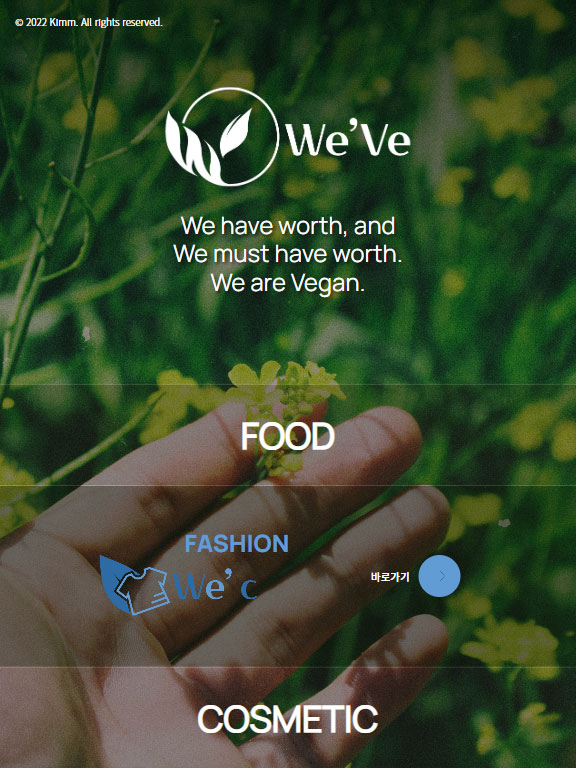 © 2022 Kimm. All rights reserved.
We’Ve
We have worth, and
We must have worth.
We are Vegan.
FOOD
FASHION
We’ c
바로가기
COSMETIC